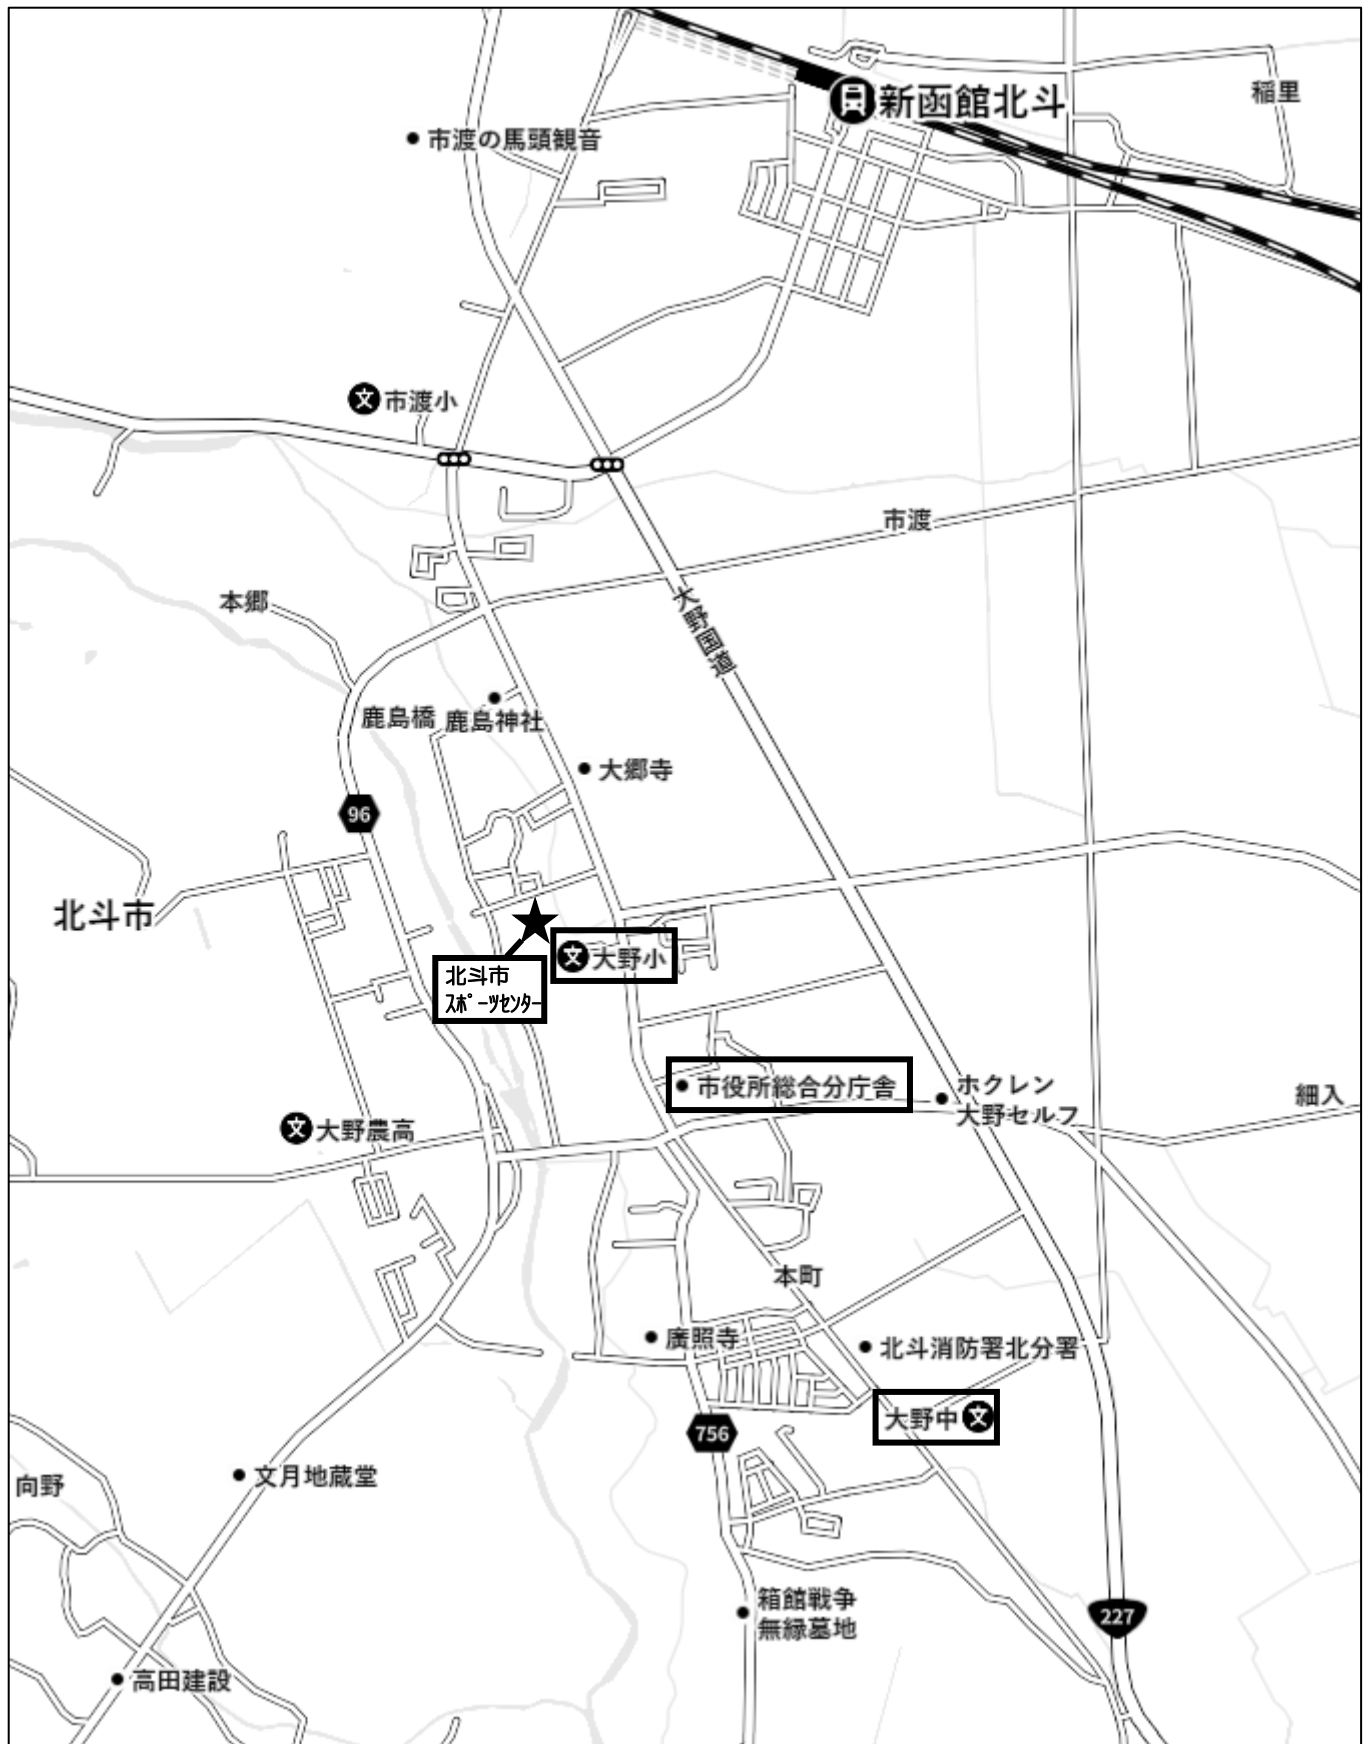 新函館北斗
稲里
市渡の馬頭観音
文
市渡小
市渡
本郷
大野国道
鹿島橋
鹿島神社
大郷寺
96
北斗市
文
大野小
北斗市
スポーツセンター
市役所総合分庁舎
ホクレン
大野セルフ
細入
文
大野農高
本町
廣照寺
北斗消防署北分署
大野中
文
756
文月地蔵堂
向野
箱館戦争
無縁墓地
227
高田建設